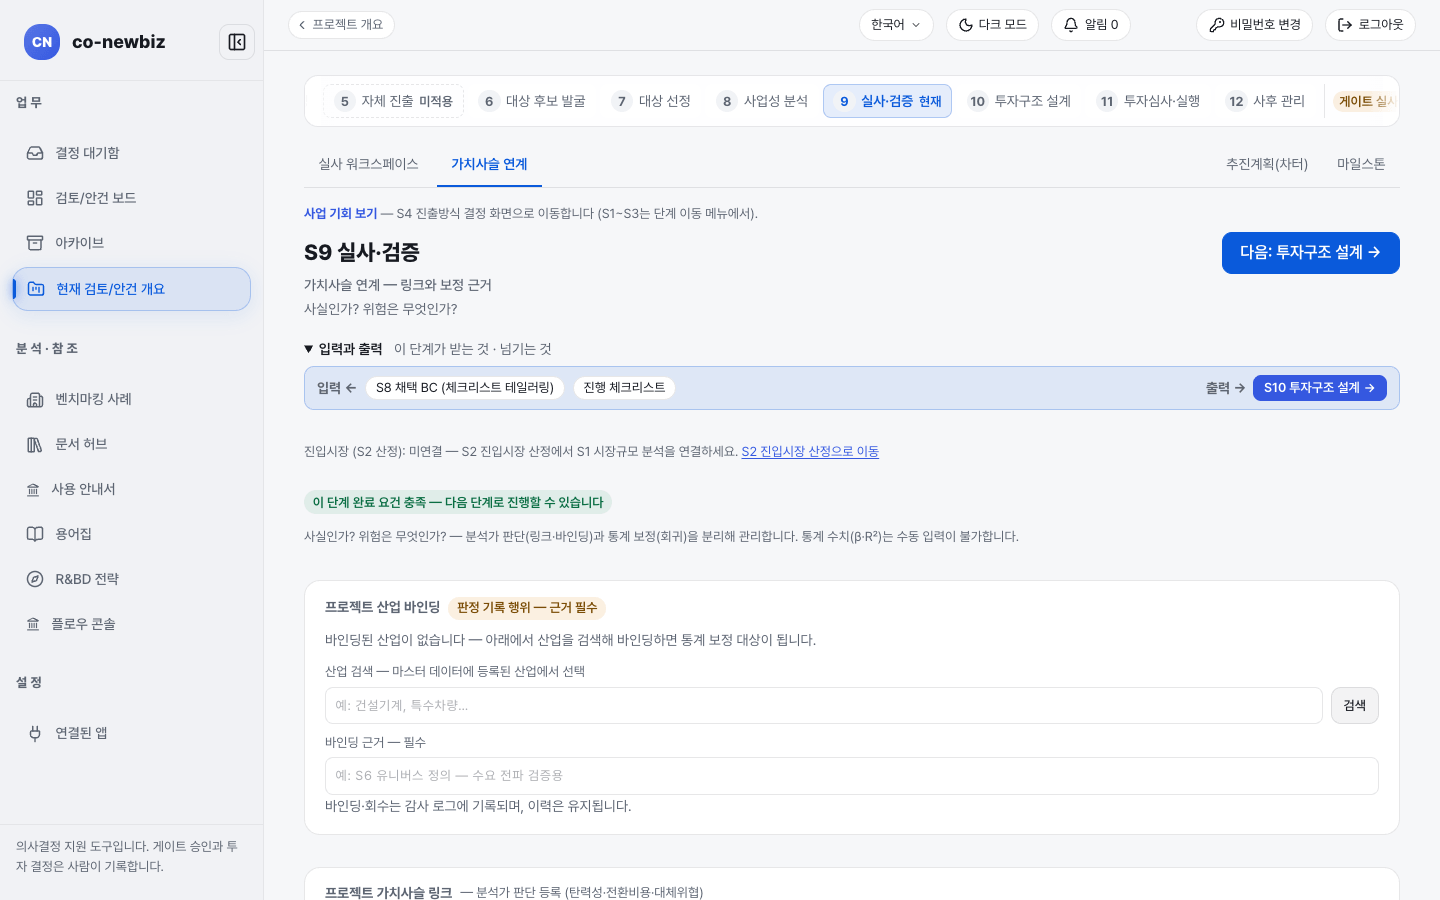 CN co-newbiz
업무
결정 대기함
검토/안건 보드
아카이브
현재 검토/안건 개요
분석·참조
벤치마킹 사례
문서 허브
사용 안내서
용어집
R&BD 전략
플로우 콘솔
설정
연결된 앱
의사결정 지원 도구입니다. 게이트 승인과 투
자 결정은 사람이 기록합니다.
프로젝트 개요
한국어
다크 모드
알림 0
비밀번호 변경
로그아웃
5 자체 진출 미적용
6 대상 후보 발굴
7 대상 선정
8 사업성 분석
9 실사·검증 현재
10 투자구조 설계
11 투자심사·실행
12 사후 관리
게이트 실사
실사 워크스페이스
가치사슬 연계
추진계획(차터)
마일스톤
사업 기회 보기 — S4 진출방식 결정 화면으로 이동합니다 (S1~S3는 단계 이동 메뉴에서).
S9 실사·검증
다음: 투자구조 설계 →
가치사슬 연계 — 링크와 보정 근거
사실인가? 위험은 무엇인가?
▼ 입력과 출력 이 단계가 받는 것 · 넘기는 것
입력 ← S8 채택 BC (체크리스트 테일러링) 진행 체크리스트
출력 → S10 투자구조 설계 →
진입시장 (S2 산정): 미연결 — S2 진입시장 산정에서 S1 시장규모 분석을 연결하세요. S2 진입시장 산정으로 이동
이 단계 완료 요건 충족 — 다음 단계로 진행할 수 있습니다
사실인가? 위험은 무엇인가? — 분석가 판단(링크·바인딩)과 통계 보정(회귀)을 분리해 관리합니다. 통계 수치(β·R²)는 수동 입력이 불가합니다.
프로젝트 산업 바인딩 판정 기록 행위 — 근거 필수
바인딩된 산업이 없습니다 — 아래에서 산업을 검색해 바인딩하면 통계 보정 대상이 됩니다.
산업 검색 — 마스터 데이터에 등록된 산업에서 선택
예: 건설기계, 특수차량…
검색
바인딩 근거 — 필수
예: S6 유니버스 정의 — 수요 전파 검증용
바인딩·회수는 감사 로그에 기록되며, 이력은 유지됩니다.
프로젝트 가치사슬 링크 — 분석가 판단 등록 (탄력성·전환비용·대체위협)